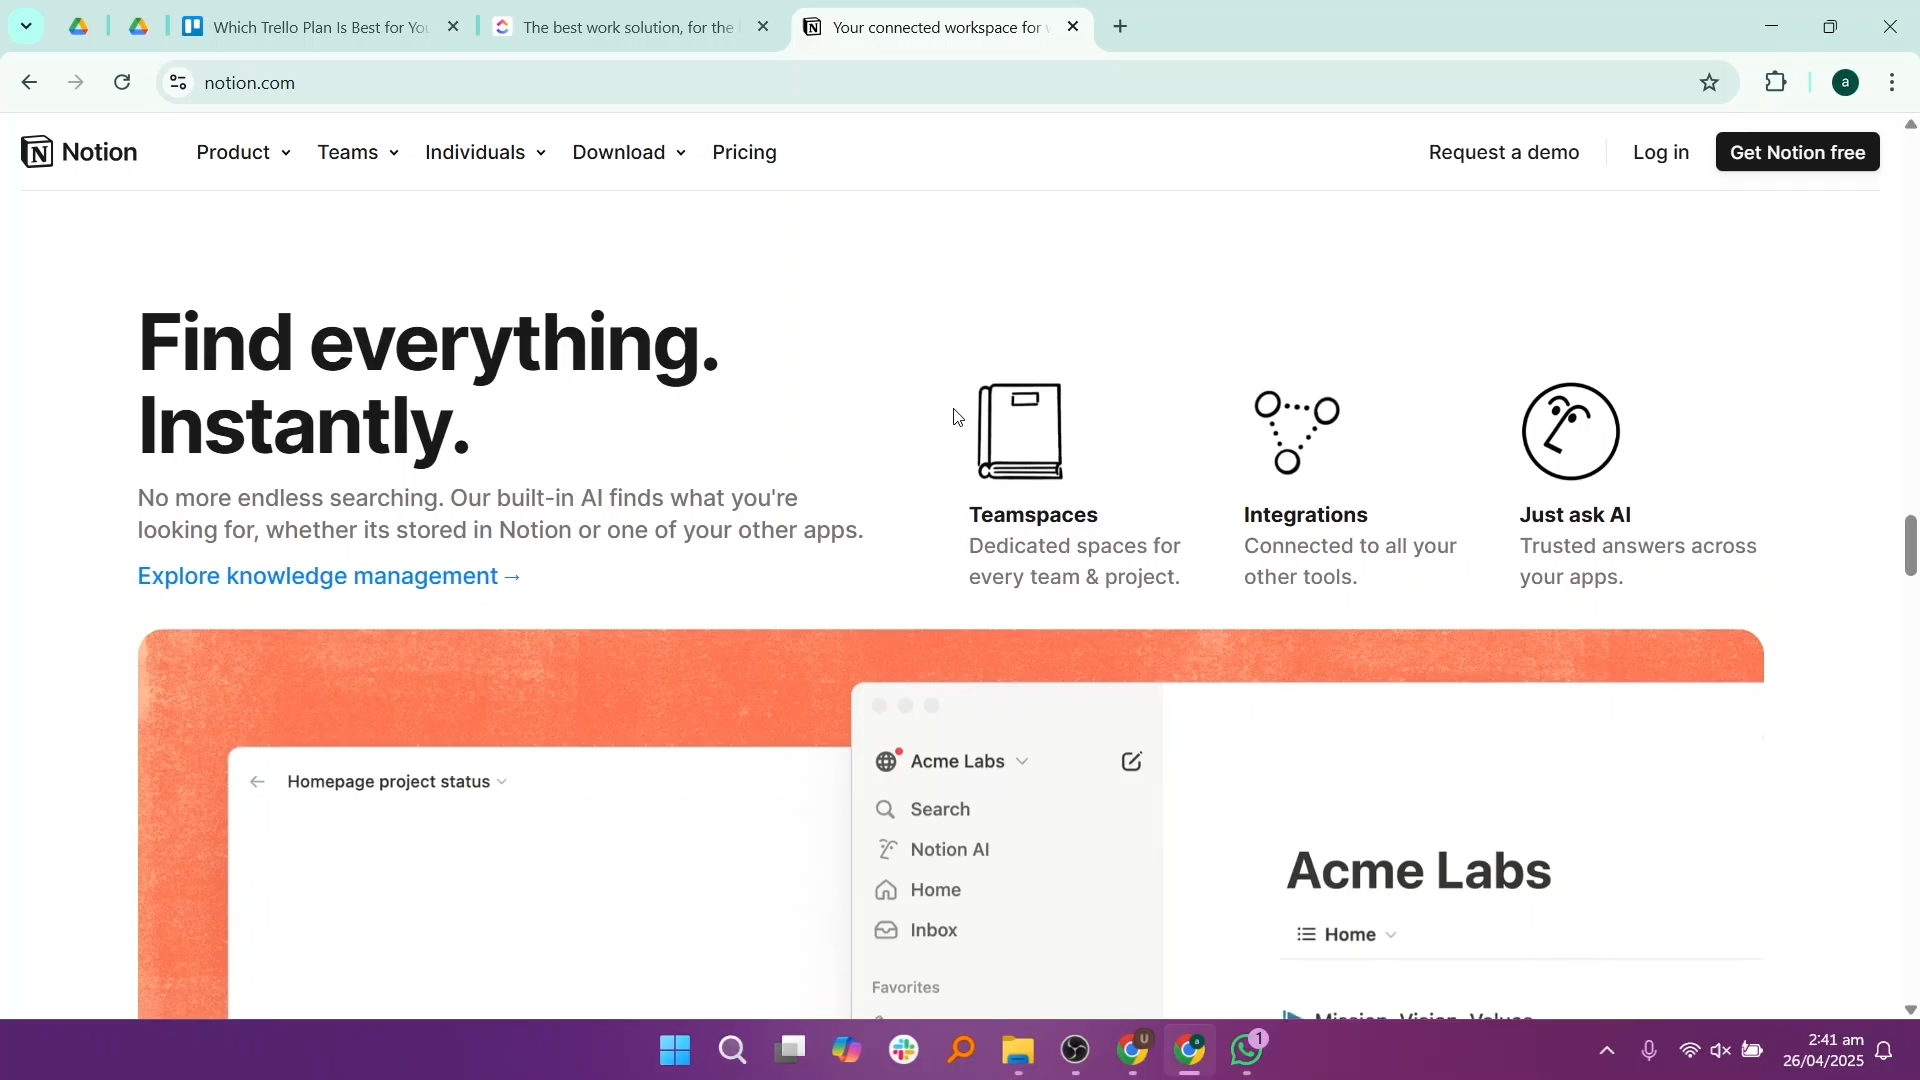 Which Trello Plan Is Best for You
The best work solution, for the
Your connected workspace for
notion.com
a
Notion
Product
Teams
Individuals
Download
Pricing
Request a demo
Log in
Get Notion free
Find everything.
Instantly.
No more endless searching. Our built-in AI finds what you're
looking for, whether its stored in Notion or one of your other apps.
Explore knowledge management →
Teamspaces
Dedicated spaces for
every team & project.
Integrations
Connected to all your
other tools.
Just ask AI
Trusted answers across
your apps.
Homepage project status
Acme Labs
Search
Notion AI
Home
Inbox
Favorites
Acme Labs
Home
Mission, Vision, Values
U
a
1
2:41 am
26/04/2025